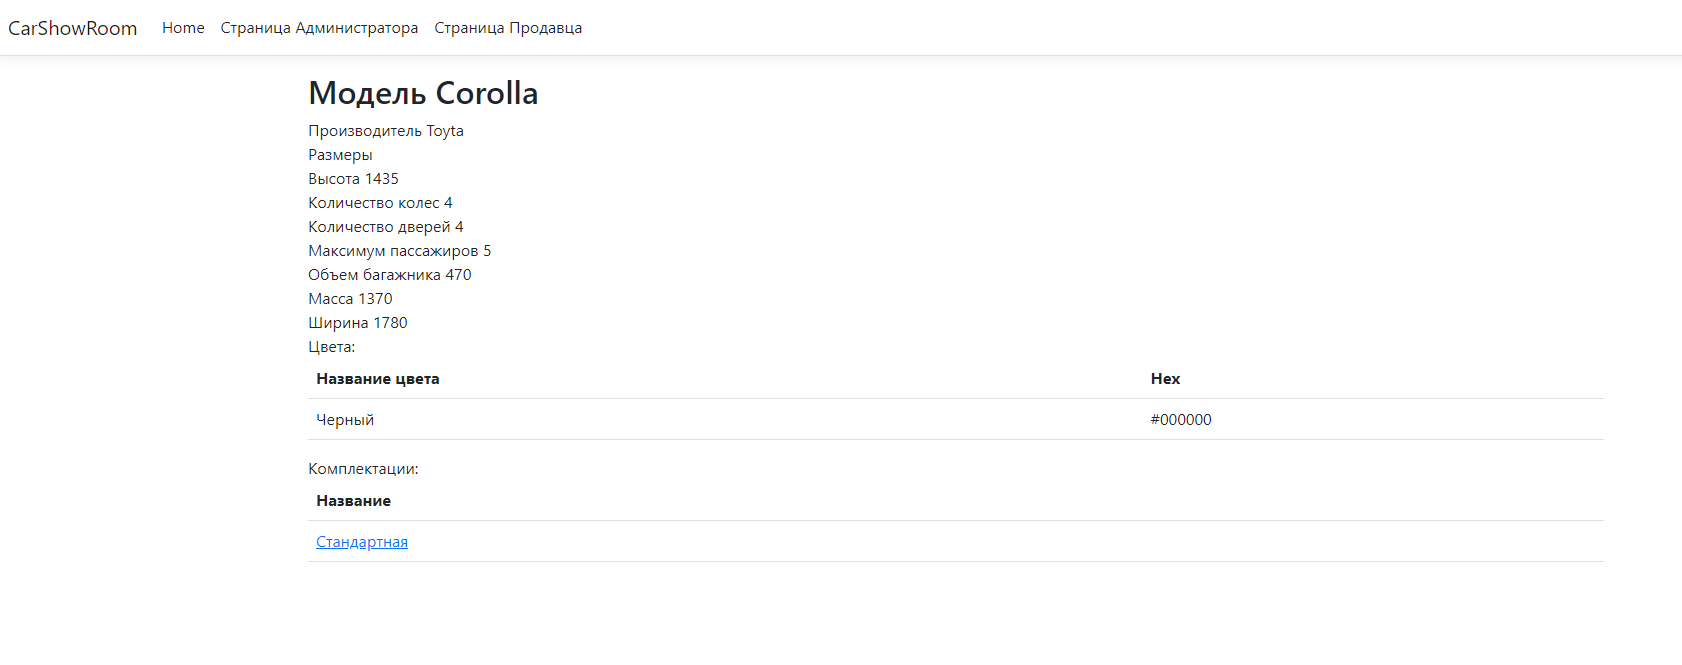 CarShowRoom Home Страница Администратора Страница Продавца
Модель Corolla
Производитель Toyta
Размеры
Высота 1435
Количество колес 4
Количество дверей 4
Максимум пассажиров 5
Объем багажника 470
Масса 1370
Ширина 1780
Цвета:
Название цвета Hex
Черный #000000
Комплектации:
Название
Стандартная